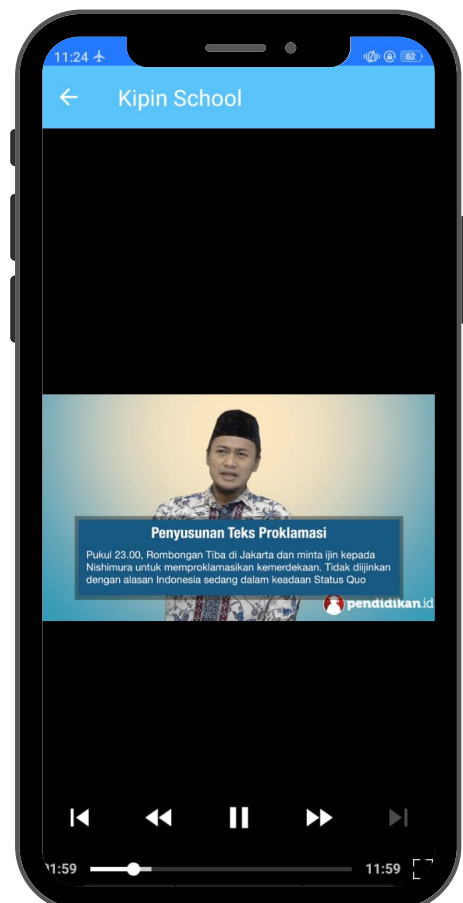 11:24
62
Kipin School
Penyusunan Teks Proklamasi
Pukul 23.00, Rombongan Tiba di Jakarta dan minta ijin kepada
Nishimura untuk memproklamasikan kemerdekaan. Tidak diijinkan
dengan alasan Indonesia sedang dalam keadaan Status Quo
pendidikan.id
1:59
11:59